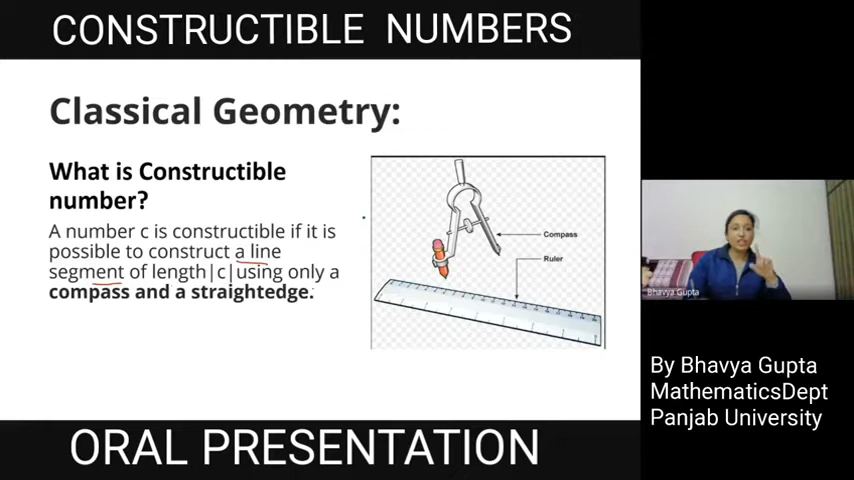 CONSTRUCTIBLE NUMBERS
Classical Geometry:
What is Constructible
number?
A number c is constructible if it is
possible to construct a line
segment of length|c|using only a
compass and a straightedge.
Compass
Ruler
Bhavya Gupta
By Bhavya Gupta
MathematicsDept
Panjab University
ORAL PRESENTATION